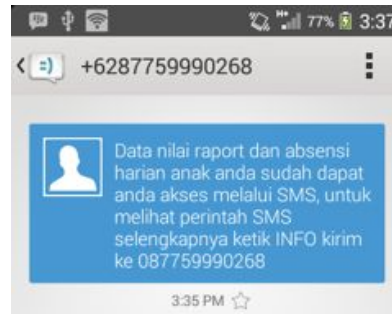 77% 3:37
+6287759990268
Data nilai raport dan absensi
harian anak anda sudah dapat
anda akses melalui SMS, untuk
melihat perintah SMS
selengkapnya ketik INFO kirim
ke 087759990268
3:35 PM